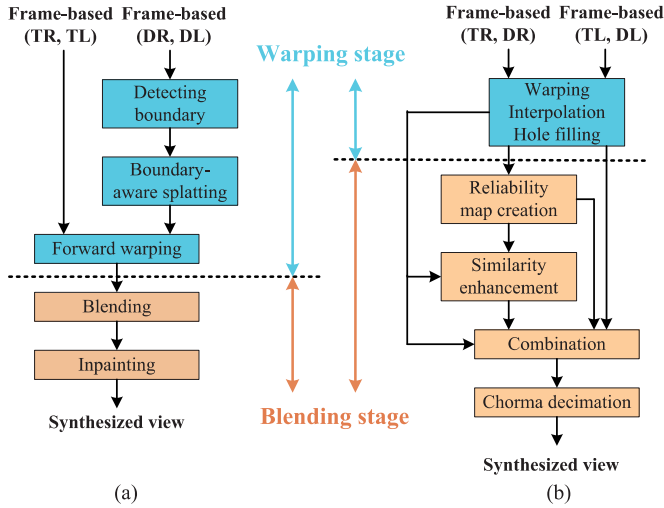 Frame-based
(TR, TL)
Frame-based
(DR, DL)
Detecting
boundary
Boundary-
aware splatting
Forward warping
Blending
Inpainting
Synthesized view
(a)
Warping stage
Blending stage
Frame-based
(TR, DR)
Frame-based
(TL, DL)
Warping
Interpolation
Hole filling
Reliability
map creation
Similarity
enhancement
Combination
Chorma decimation
Synthesized view
(b)